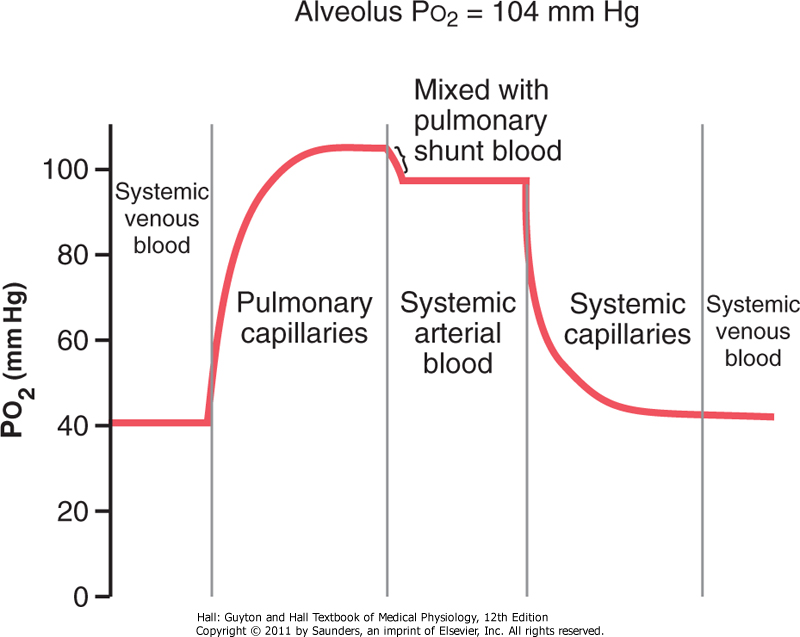 Alveolus PO2 = 104 mm Hg
Mixed with
pulmonary
shunt blood
100
80
60
40
20
0
PO2 (mm Hg)
Systemic
venous
blood
Pulmonary
capillaries
Systemic
arterial
blood
Systemic
capillaries
Systemic
venous
blood
Hall: Guyton and Hall Textbook of Medical Physiology, 12th Edition
Copyright © 2011 by Saunders, an imprint of Elsevier, Inc. All rights reserved.